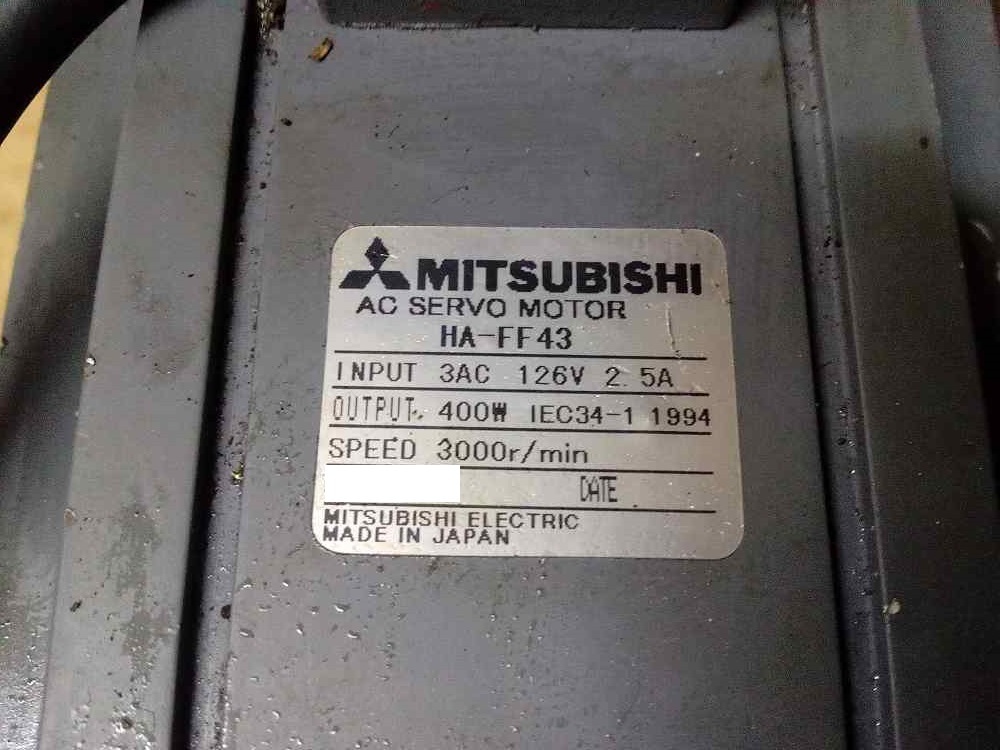 MITSUBISHI
AC SERVO MOTOR
HA-FF43
INPUT 3AC 126V 2.5A
OUTPUT 400W IEC34-1 1994
SPEED 3000r/min
DATE
MITSUBISHI ELECTRIC
MADE IN JAPAN